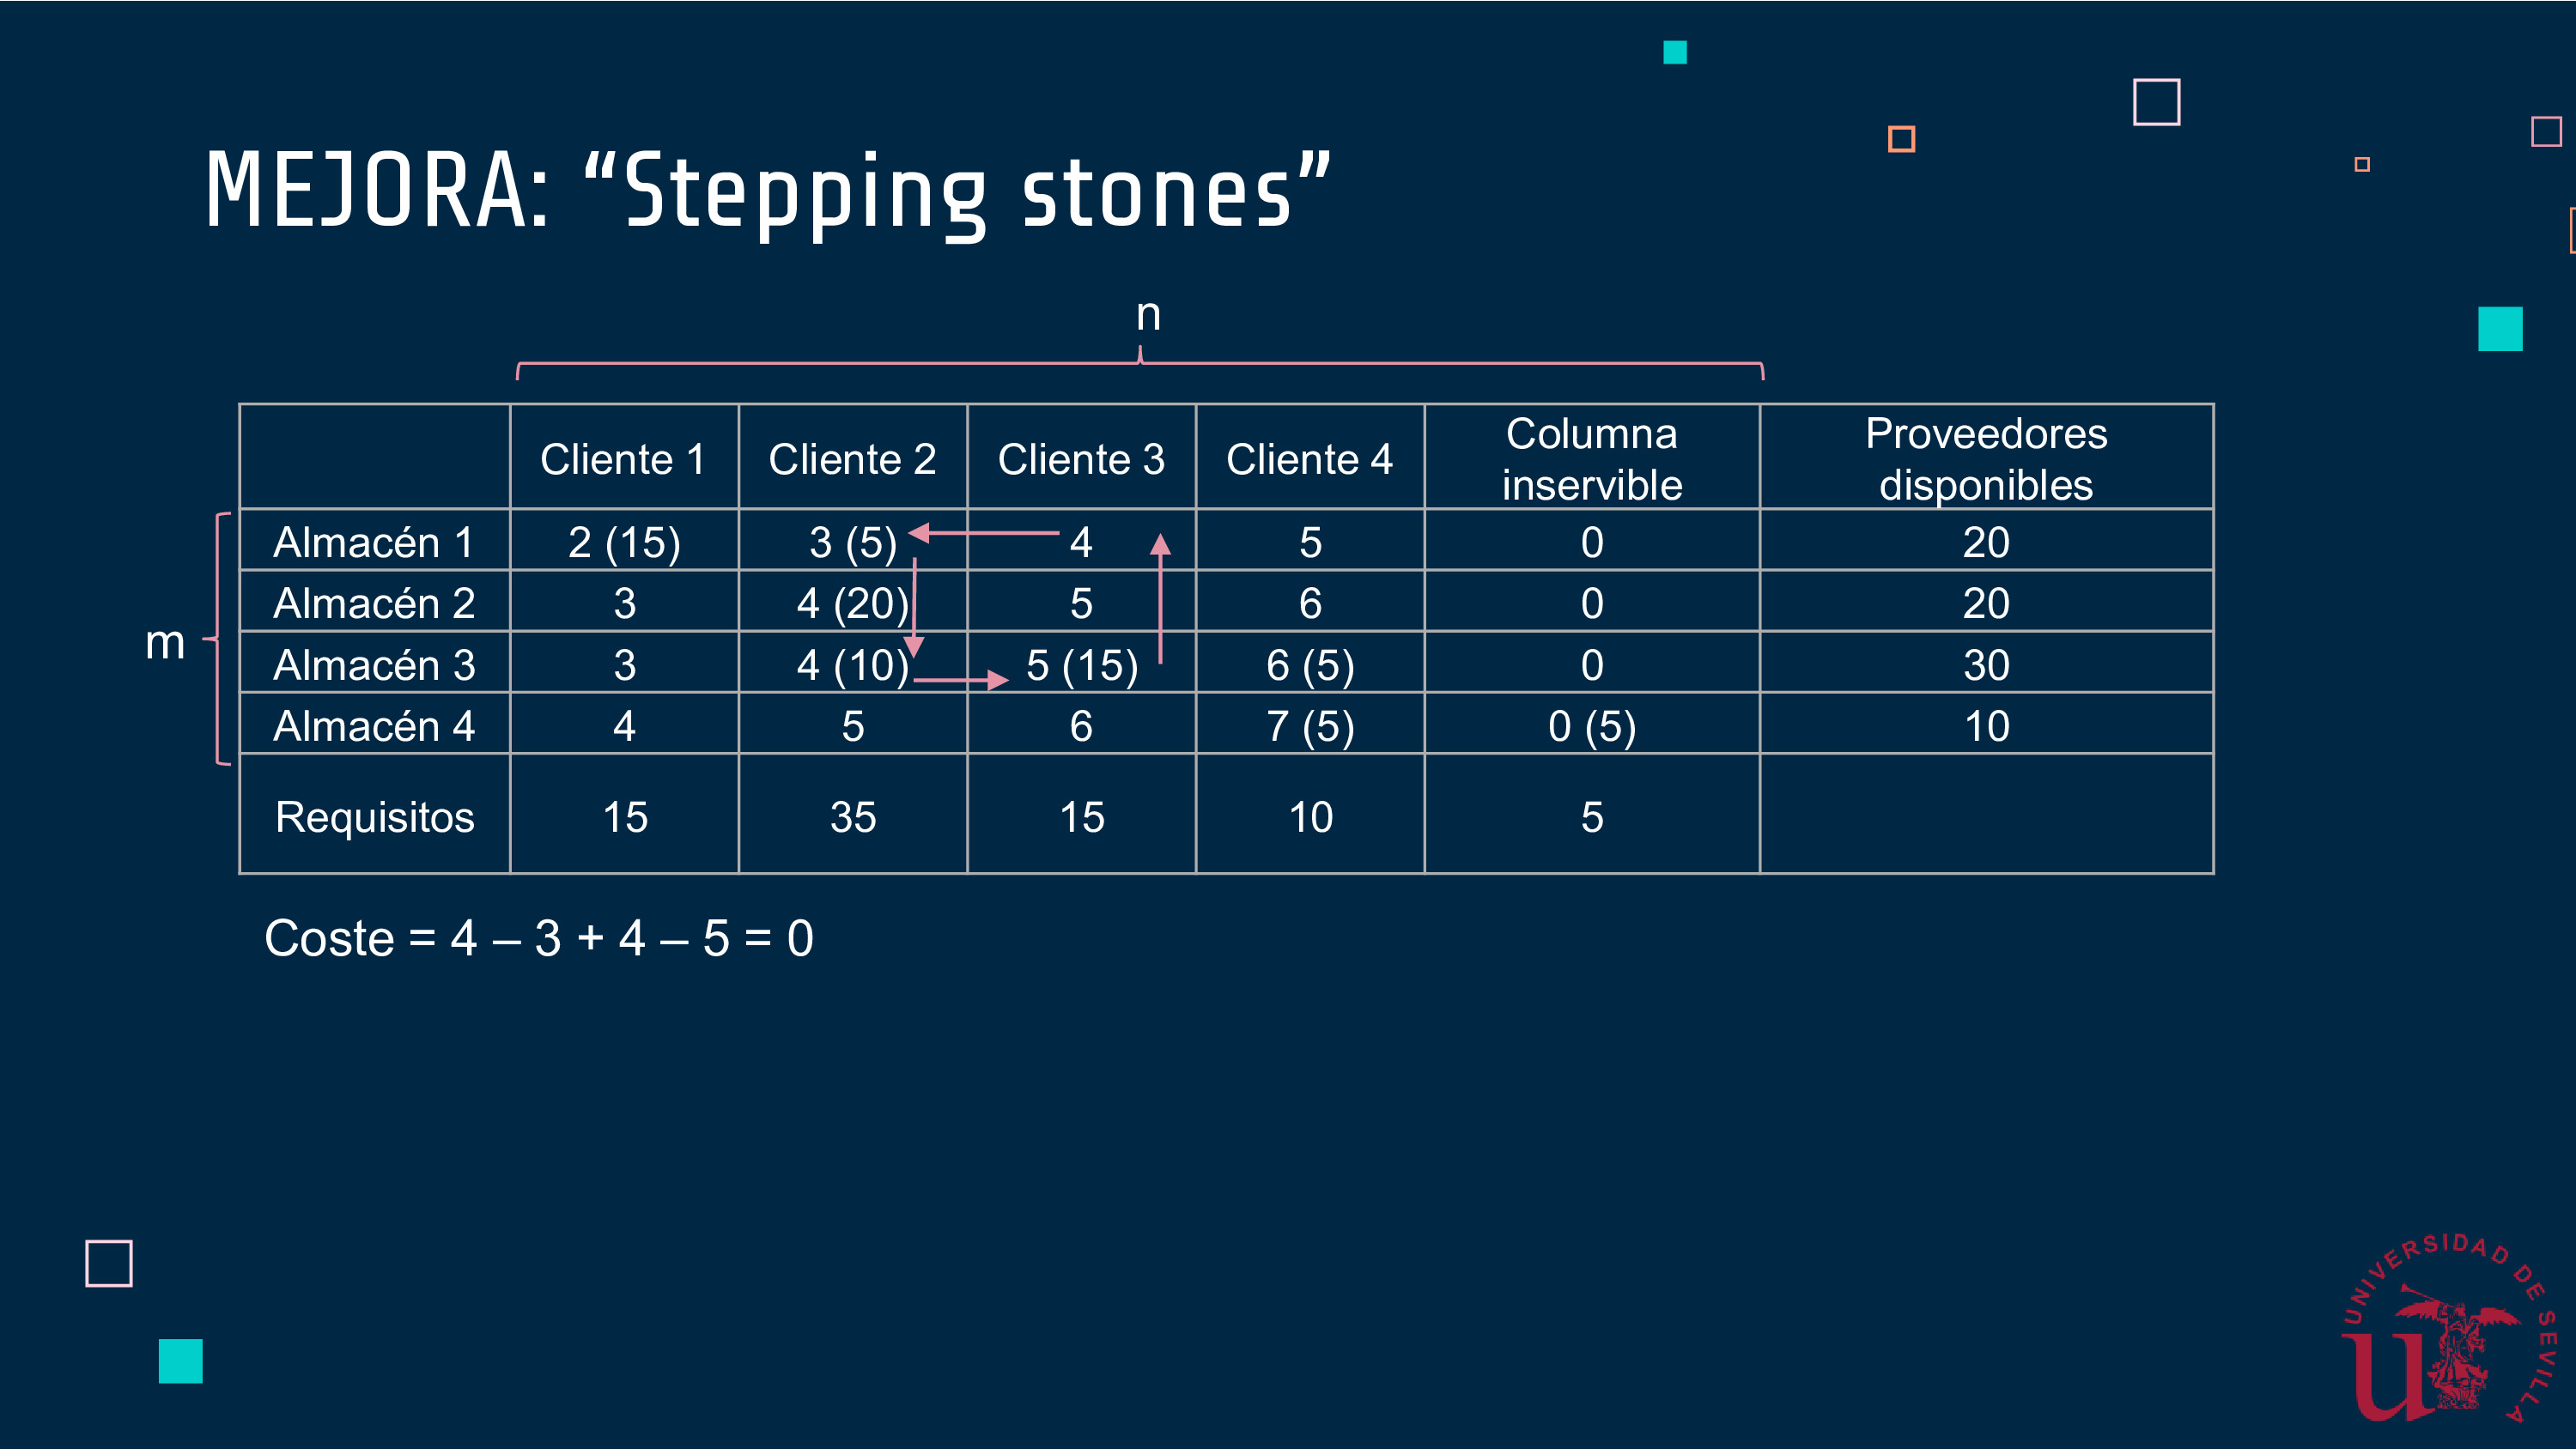 MEJORA: “Stepping stones”
n
Cliente 1 Cliente 2 Cliente 3 Cliente 4 Columna inservible Proveedores disponibles
Almacén 1 2 (15) 3 (5) 4 5 0 20
Almacén 2 3 4 (20) 5 6 0 20
m
Almacén 3 3 4 (10) 5 (15) 6 (5) 0 30
Almacén 4 4 5 6 7 (5) 0 (5) 10
Requisitos 15 35 15 10 5
Coste = 4 – 3 + 4 – 5 = 0
UNIVERSIDAD DE SEVILLA
u